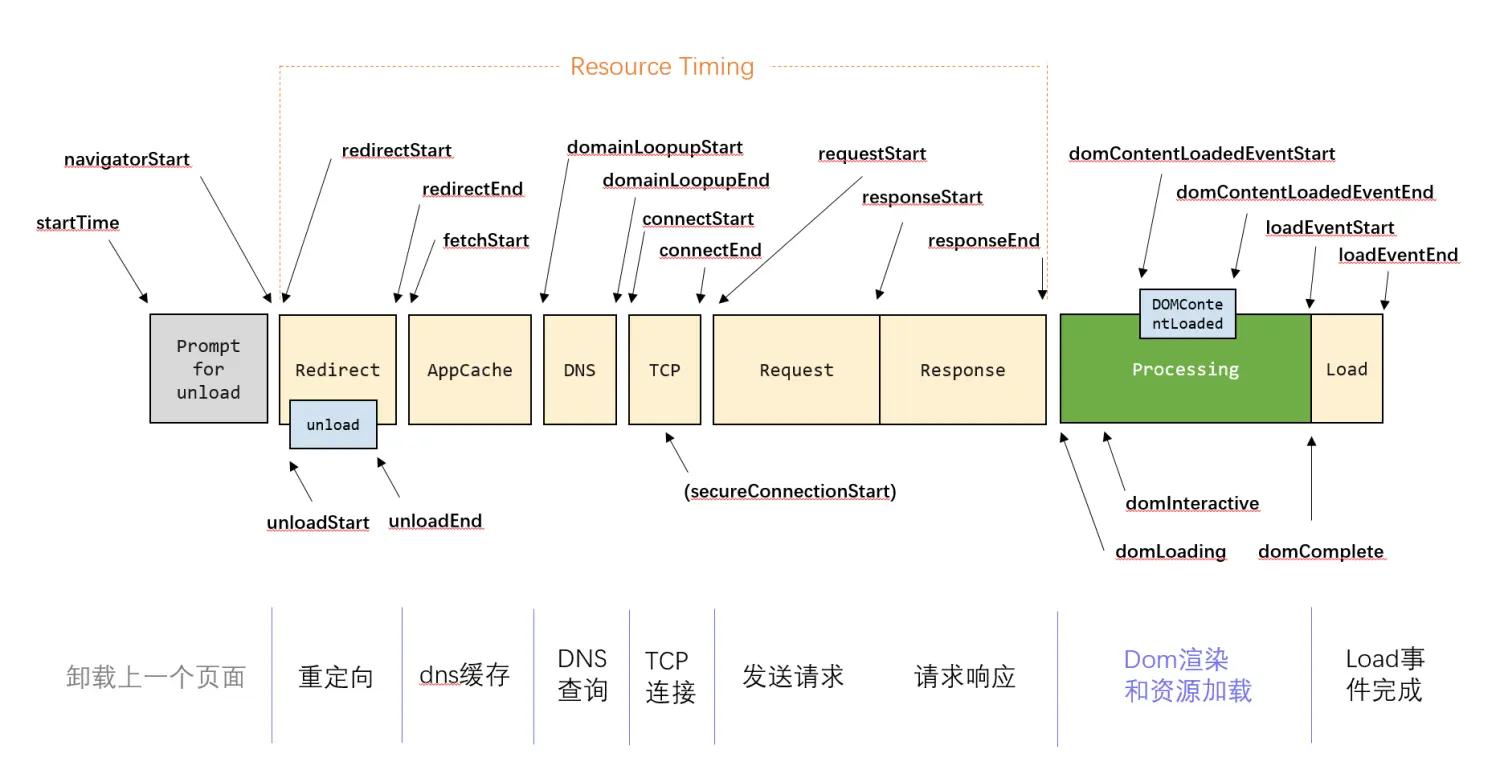 Resource Timing
navigatorStart
redirectStart
domainLoopupStart
requestStart
domContentLoadedEventStart
startTime
redirectEnd
domainLoopupEnd
responseStart
domContentLoadedEventEnd
fetchStart
connectStart
responseEnd
loadEventStart
connectEnd
loadEventEnd
Prompt
for
unload
Redirect
AppCache
DNS
TCP
Request
Response
DOMConte
ntLoaded
Processing
Load
unload
unloadStart
unloadEnd
(secureConnectionStart)
domInteractive
domLoading
domComplete
卸载上一个页面
重定向
dns缓存
DNS
查询
TCP
连接
发送请求
请求响应
Dom渲染
和资源加载
Load事
件完成